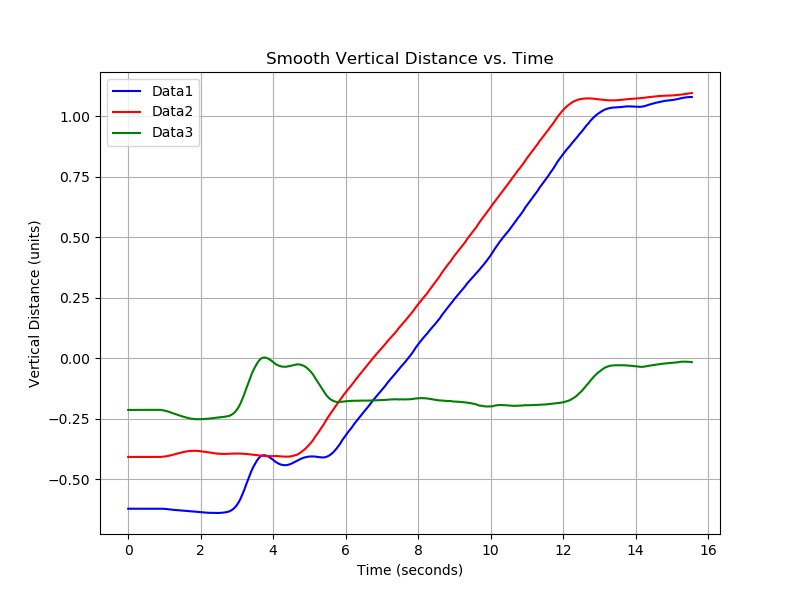 Smooth Vertical Distance vs. Time
Data1
Data2
Data3
1.00
0.75
0.50
0.25
0.00
−0.25
−0.50
Vertical Distance (units)
0 2 4 6 8 10 12 14 16
Time (seconds)